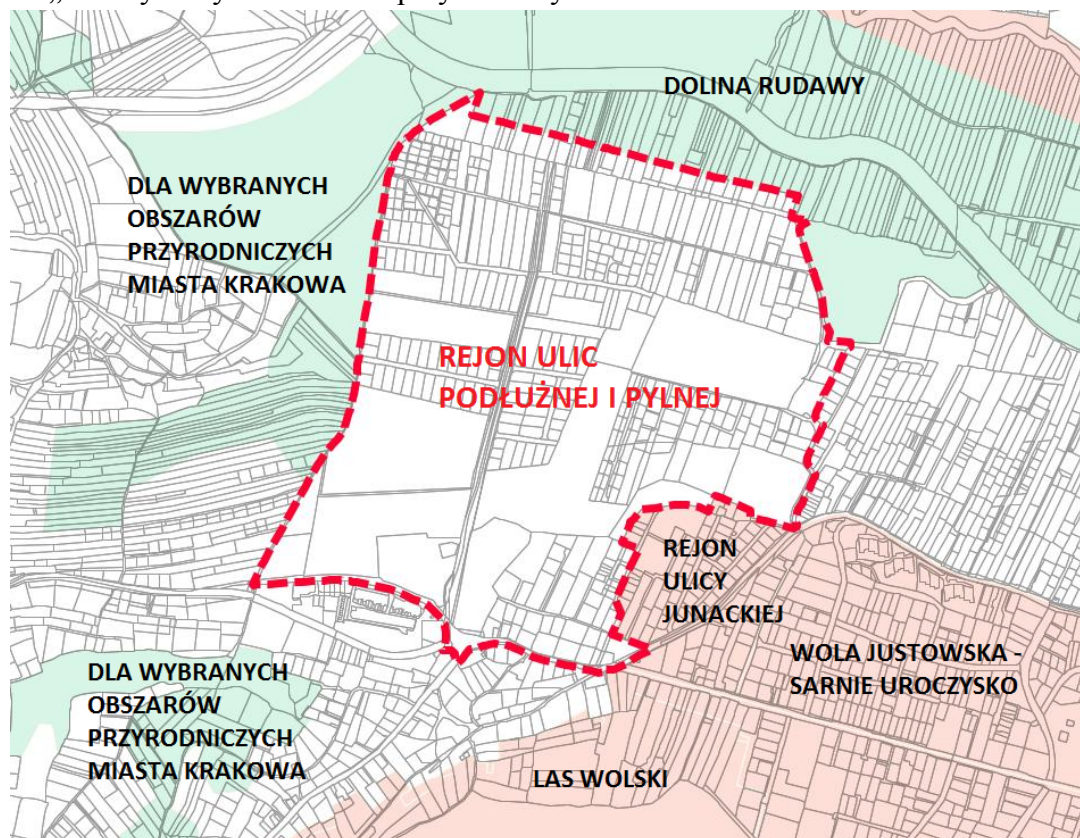 DOLINA RUDAWY
DLA WYBRANYCH
OBSZARÓW
PRZYRODNICZYCH
MIASTA KRAKOWA
REJON ULIC
PODŁUŻNEJ I PYLNEJ
REJON
ULICY
JUNACKIEJ
WOLA JUSTOWSKA -
SARNIE UROCZYSKO
DLA WYBRANYCH
OBSZARÓW
PRZYRODNICZYCH
MIASTA KRAKOWA
LAS WOLSKI